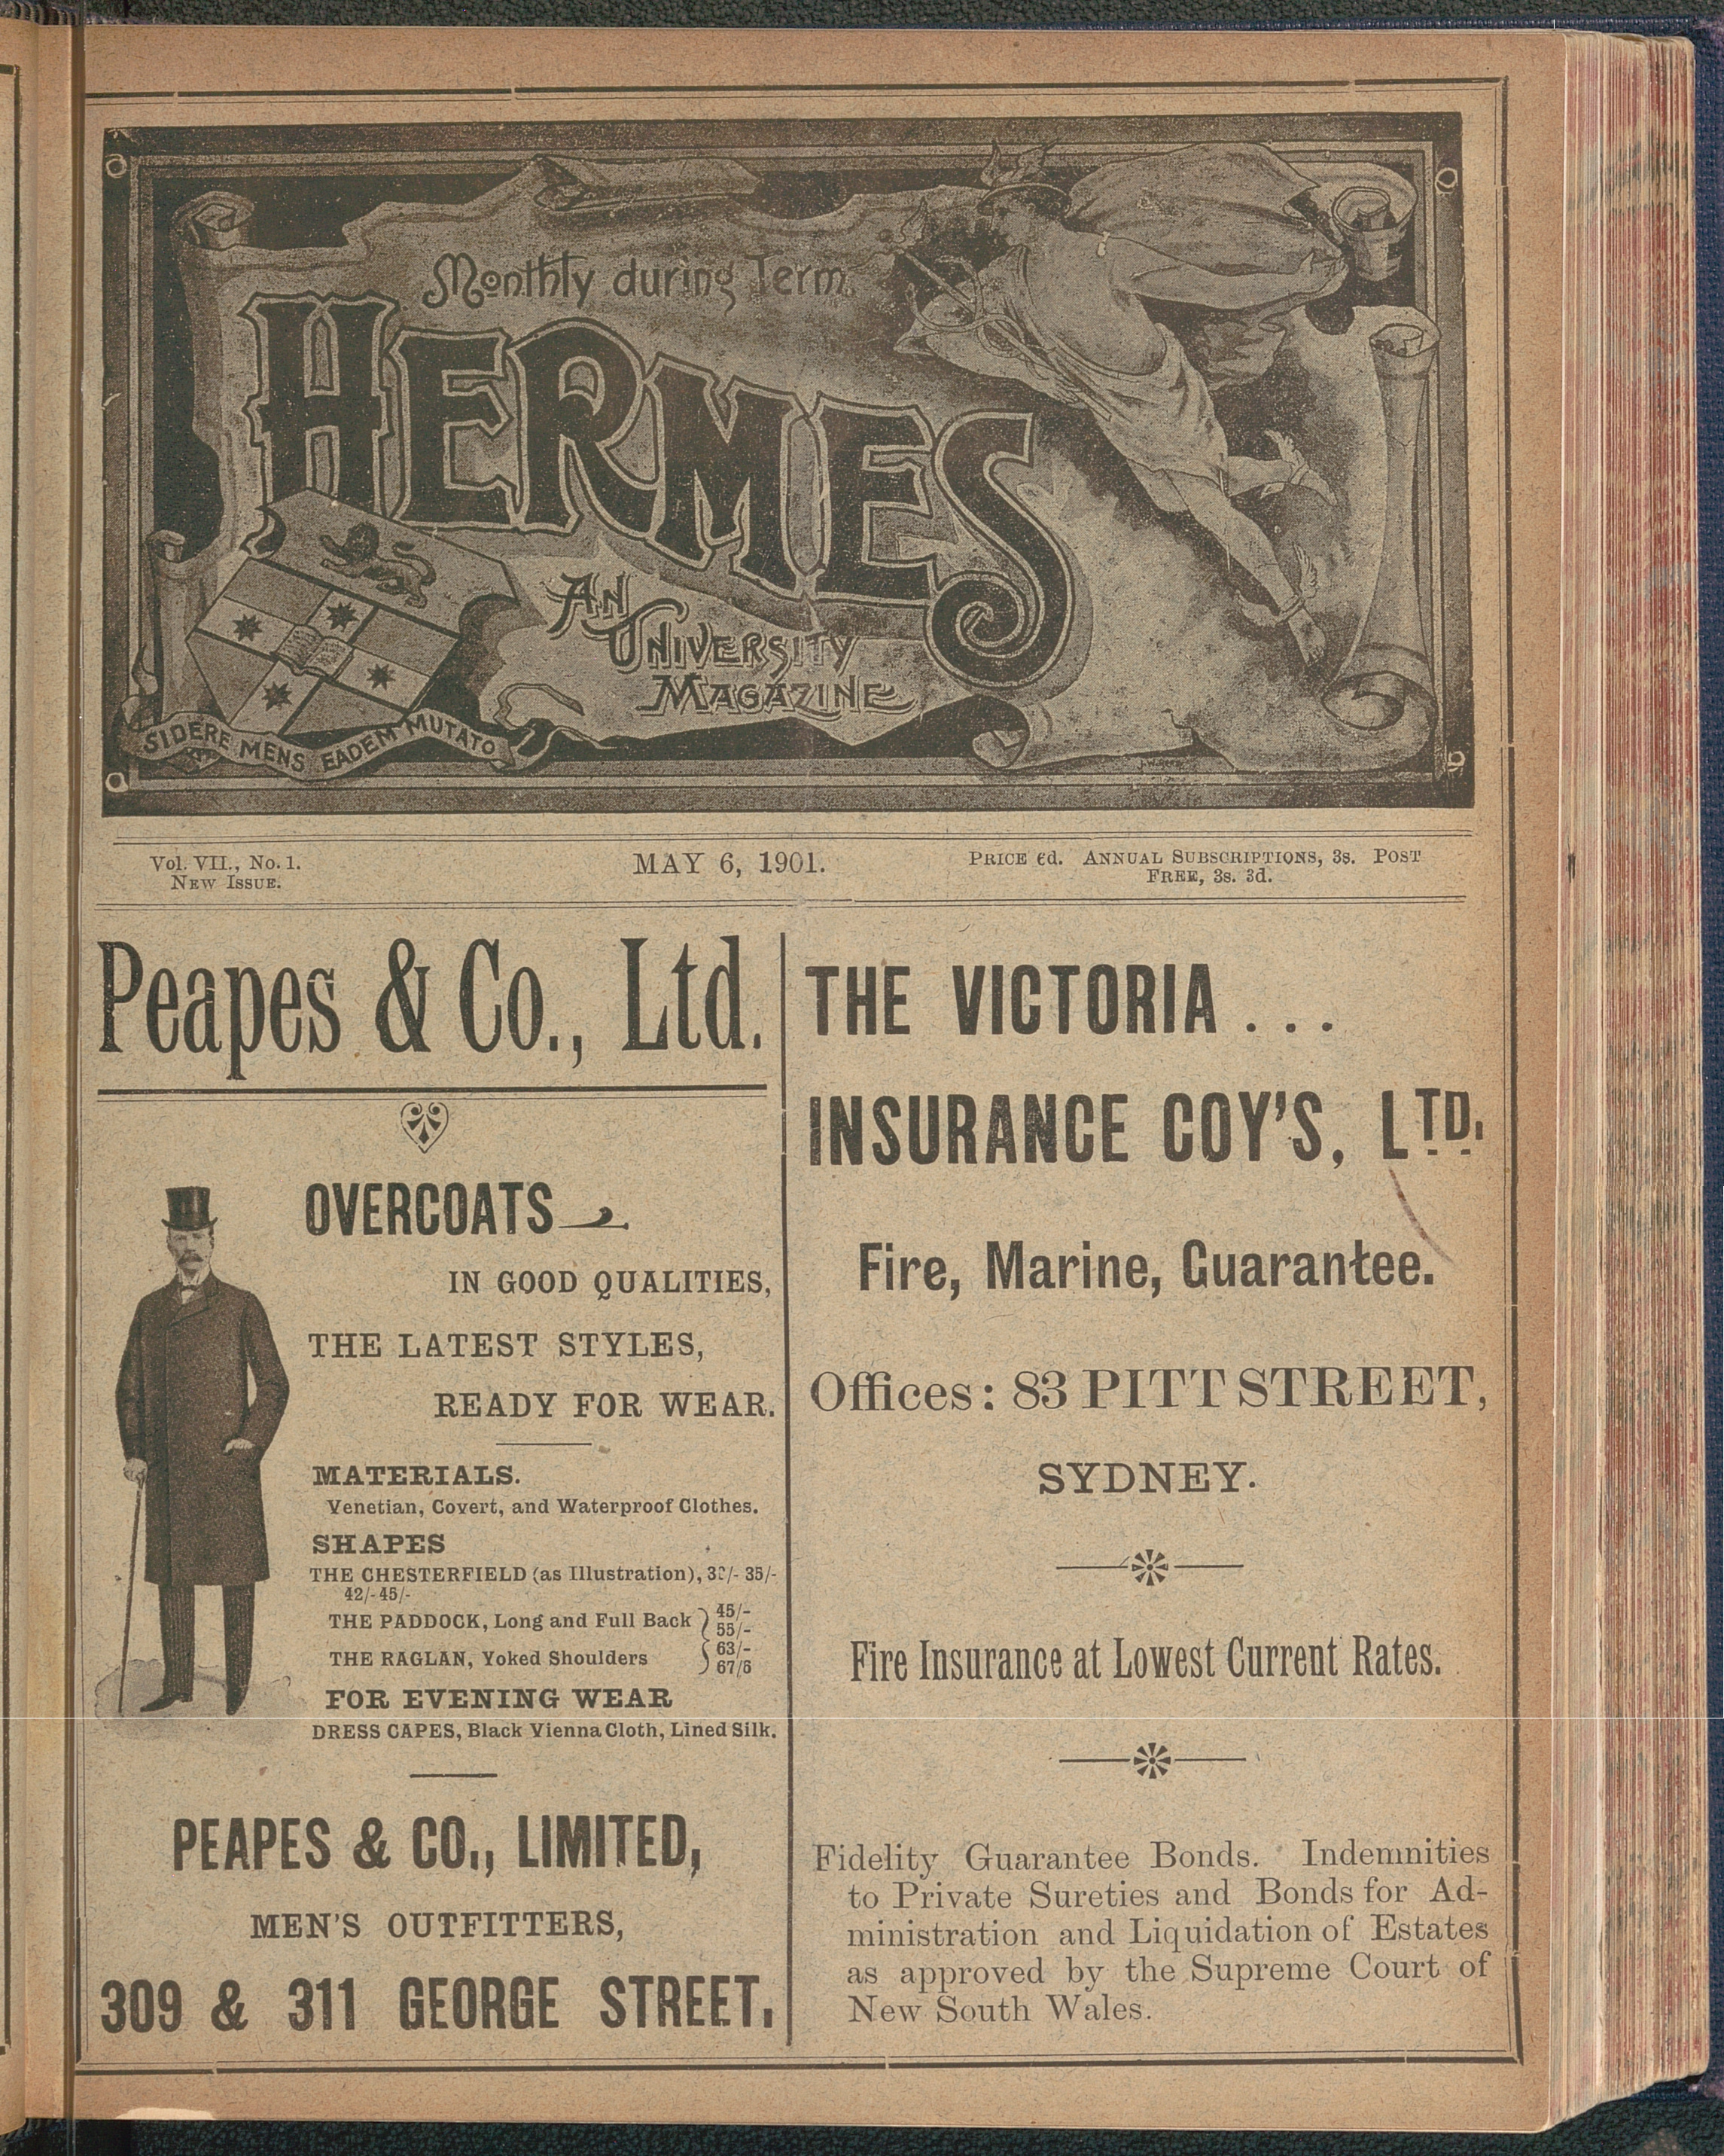 Monthly during Term.
HERMES
AN
UNIVERSITY
MAGAZINE
SIDERE MENS EADEM MUTATO
Vol. VII., No. 1.
New Issue.
MAY 6, 1901.
Price 6d. Annual Subscriptions, 3s. Post
Free, 3s. 3d.
Peapes & Co., Ltd.
OVERCOATS
IN GOOD QUALITIES,
THE LATEST STYLES,
READY FOR WEAR.
MATERIALS.
Venetian, Covert, and Waterproof Clothes.
SHAPES
THE CHESTERFIELD (as Illustration), 35/-
42/- 45/-
THE PADDOCK, Long and Full Back 45/- 55/-
THE RAGLAN, Yoked Shoulders 63/- 67/6
FOR EVENING WEAR
DRESS CAPES, Black Vienna Cloth, Lined Silk.
PEAPES & CO., LIMITED,
MEN'S OUTFITTERS,
309 & 311 GEORGE STREET.
THE VICTORIA . . .
INSURANCE COY'S, LTD.
Fire, Marine, Guarantee.
Offices: 83 PITT STREET,
SYDNEY.
Fire Insurance at Lowest Current Rates.
Fidelity Guarantee Bonds. Indemnities
to Private Sureties and Bonds for Ad-
ministration and Liquidation of Estates
as approved by the Supreme Court of
New South Wales.